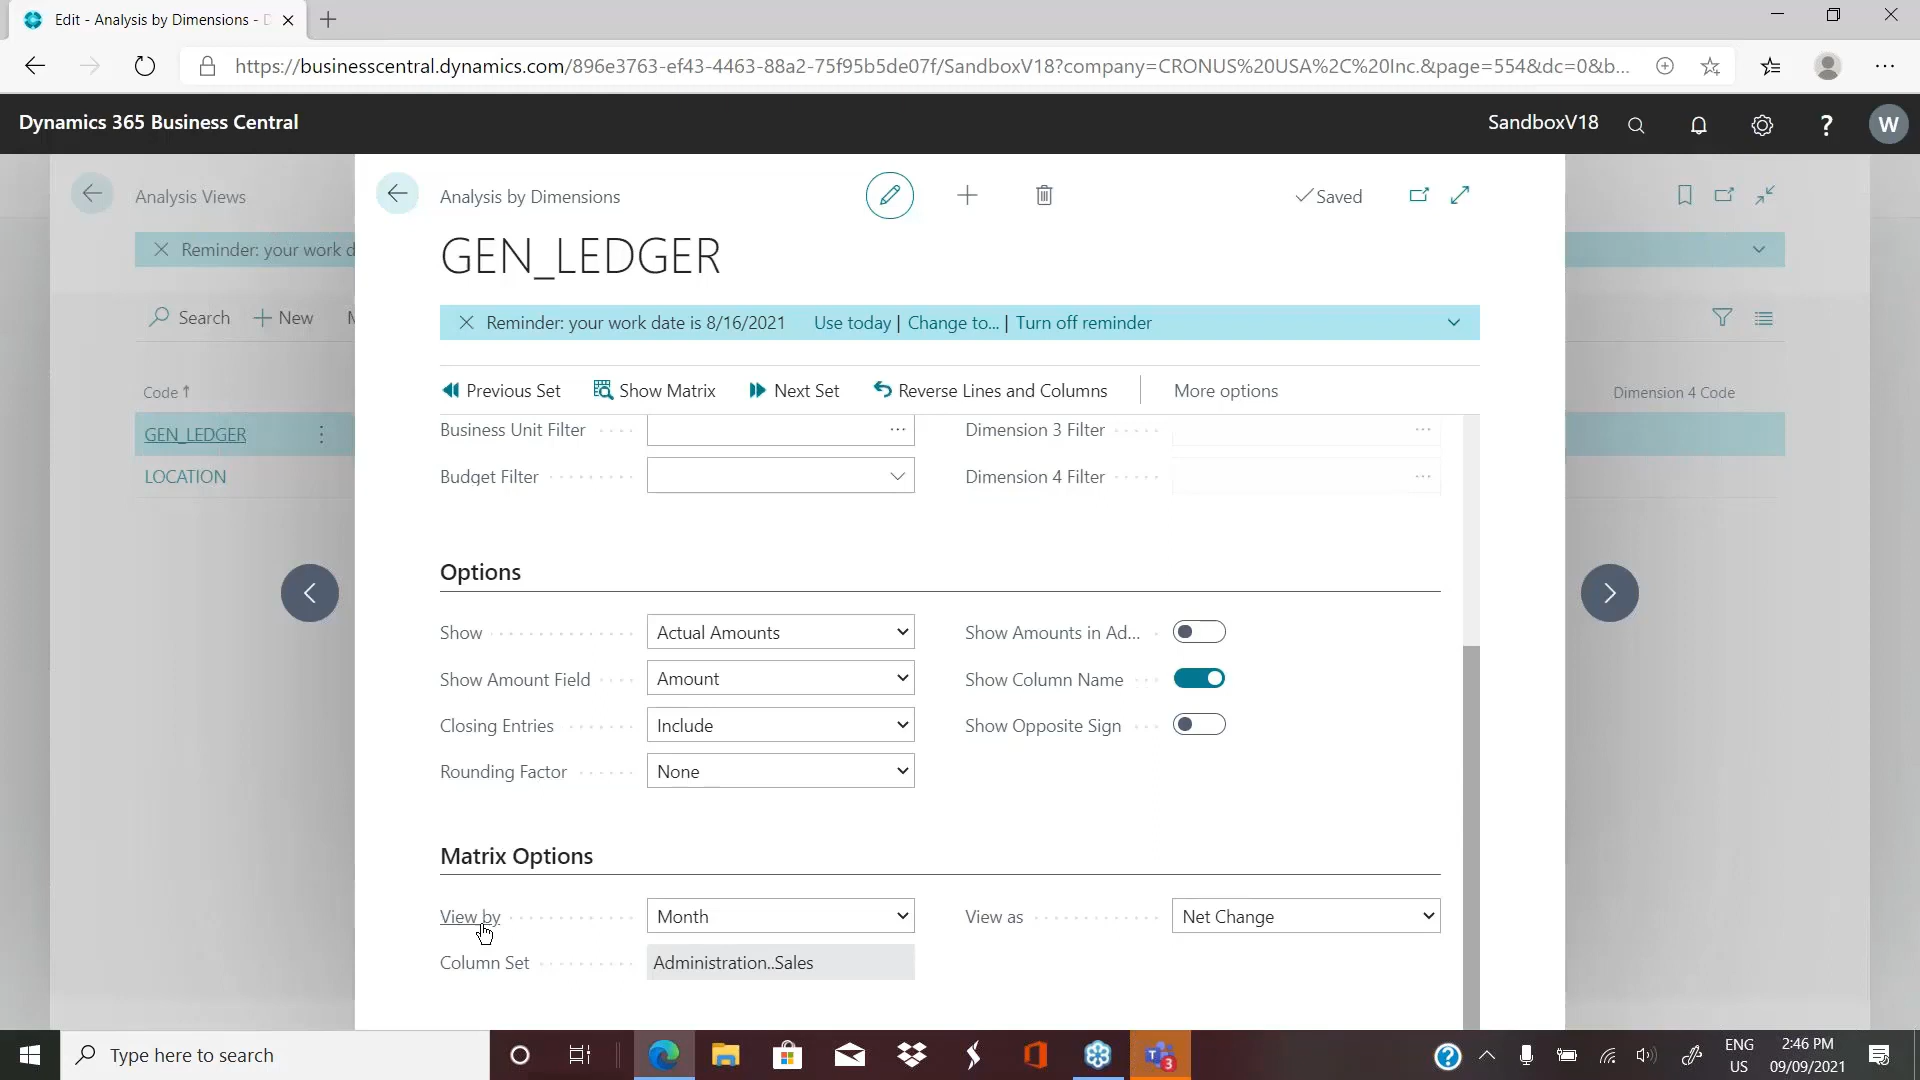 Edit - Analysis by Dimensions - D
https://businesscentral.dynamics.com/896e3763-ef43-4463-88a2-75f95b5de07f/SandboxV18?company=CRONUS%20USA%2C%20Inc.&page=554&dc=0&b...
Dynamics 365 Business Central
SandboxV18
?
W
Analysis Views
Analysis by Dimensions
Saved
GEN_LEDGER
Reminder: your work d
Reminder: your work date is 8/16/2021 Use today | Change to... | Turn off reminder
Search
New
M
Previous Set
Show Matrix
Next Set
Reverse Lines and Columns
More options
Code ↑
Dimension 4 Code
GEN_LEDGER
LOCATION
Business Unit Filter
Dimension 3 Filter
Budget Filter
Dimension 4 Filter
Options
Show
Actual Amounts
Show Amounts in Ad...
Show Amount Field
Amount
Show Column Name
Closing Entries
Include
Show Opposite Sign
Rounding Factor
None
Matrix Options
View by
Month
View as
Net Change
Column Set
Administration..Sales
Type here to search
3
?
ENG
US
2:46 PM
09/09/2021